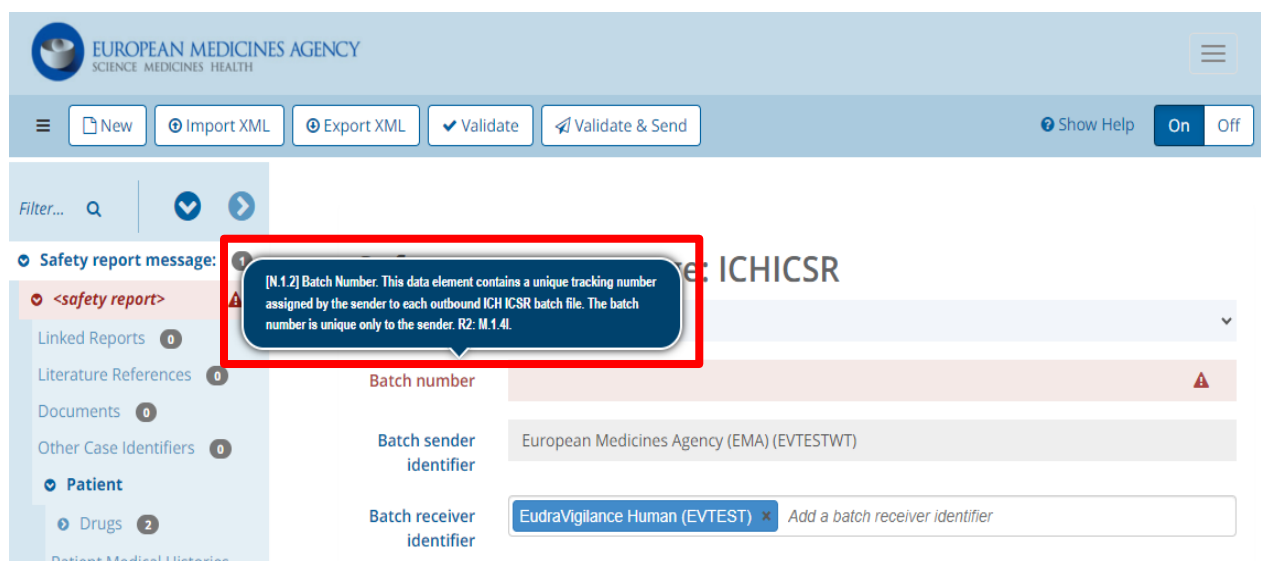 EUROPEAN MEDICINES AGENCY
SCIENCE MEDICINES HEALTH
New
Import XML
Export XML
Validate
Validate & Send
Show Help
On
Off
Filter...
Safety report message:
e: ICHICSR
[N.1.2] Batch Number. This data element contains a unique tracking number
assigned by the sender to each outbound ICH ICSR batch file. The batch
number is unique only to the sender. R2: M.1.4l.
<safety report>
Linked Reports 0
Literature References 0
Documents 0
Other Case Identifiers 0
Patient
Drugs 2
Patient Medical Histories
Batch number
Batch sender
identifier
European Medicines Agency (EMA) (EVTESTWT)
Batch receiver
identifier
EudraVigilance Human (EVTEST) × Add a batch receiver identifier